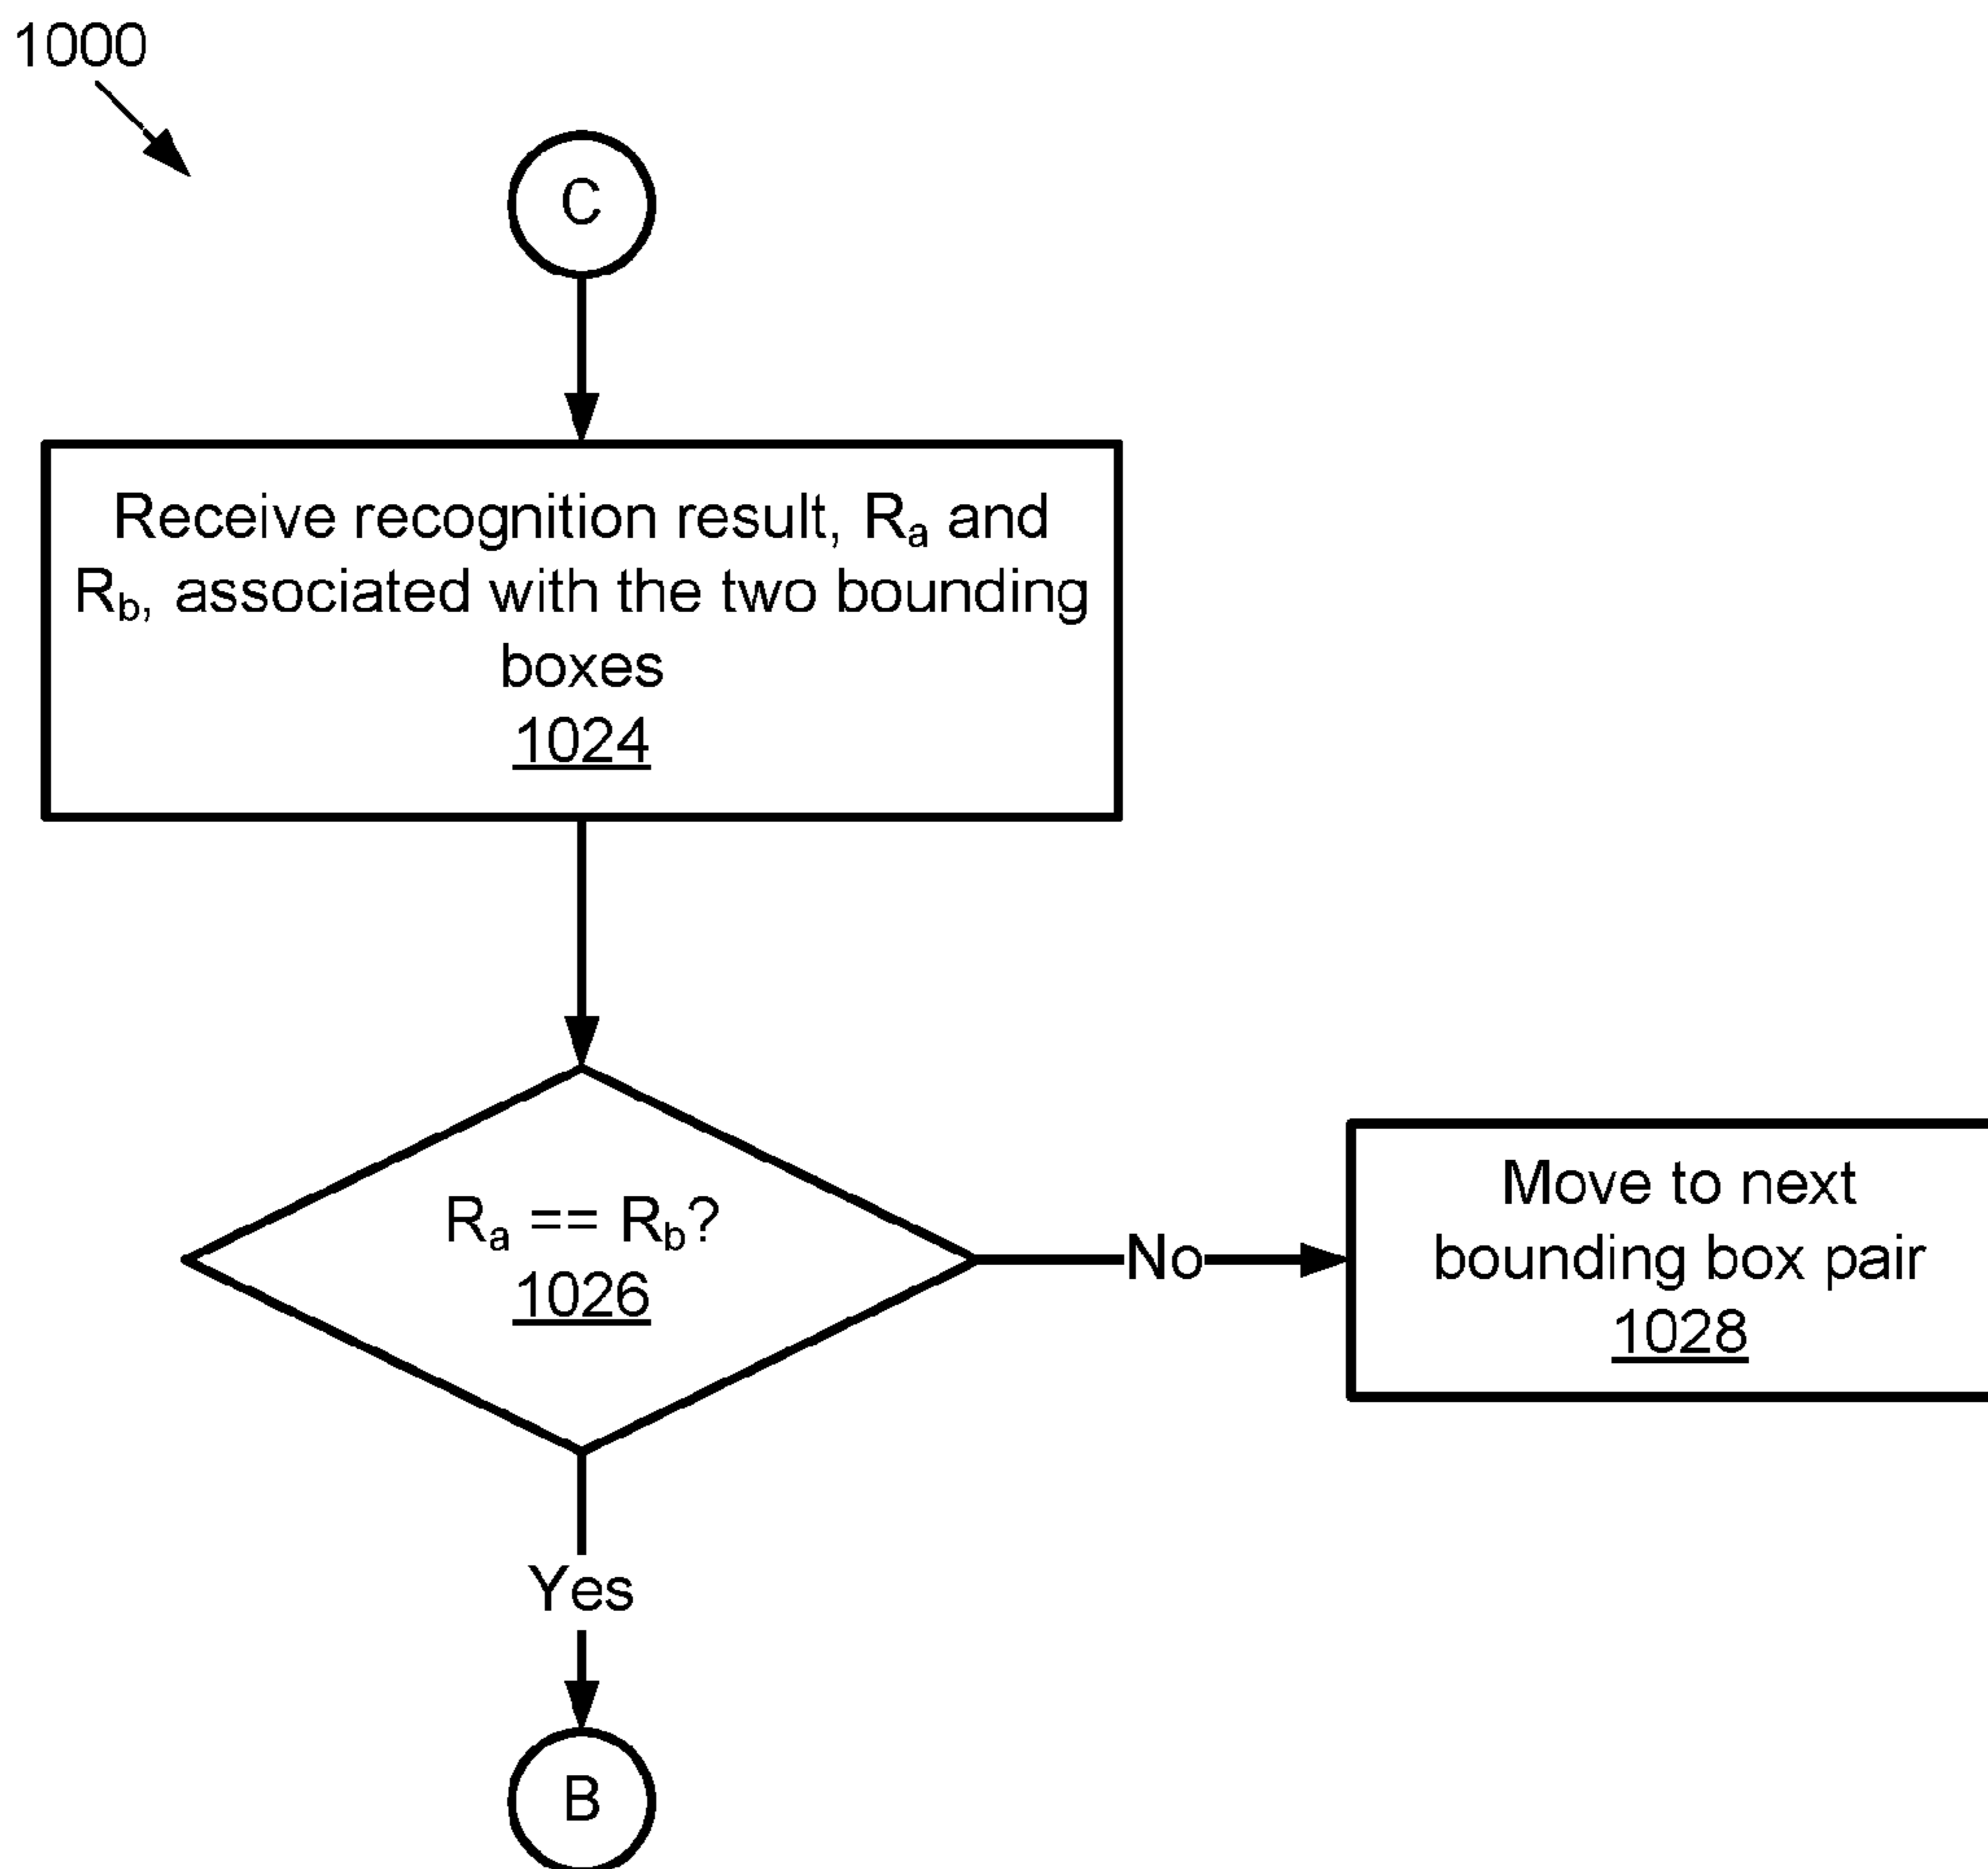 1000
C
Receive recognition result, Ra and
Rb, associated with the two bounding
boxes
1024
Ra == Rb?
1026
No
Move to next
bounding box pair
1028
Yes
B